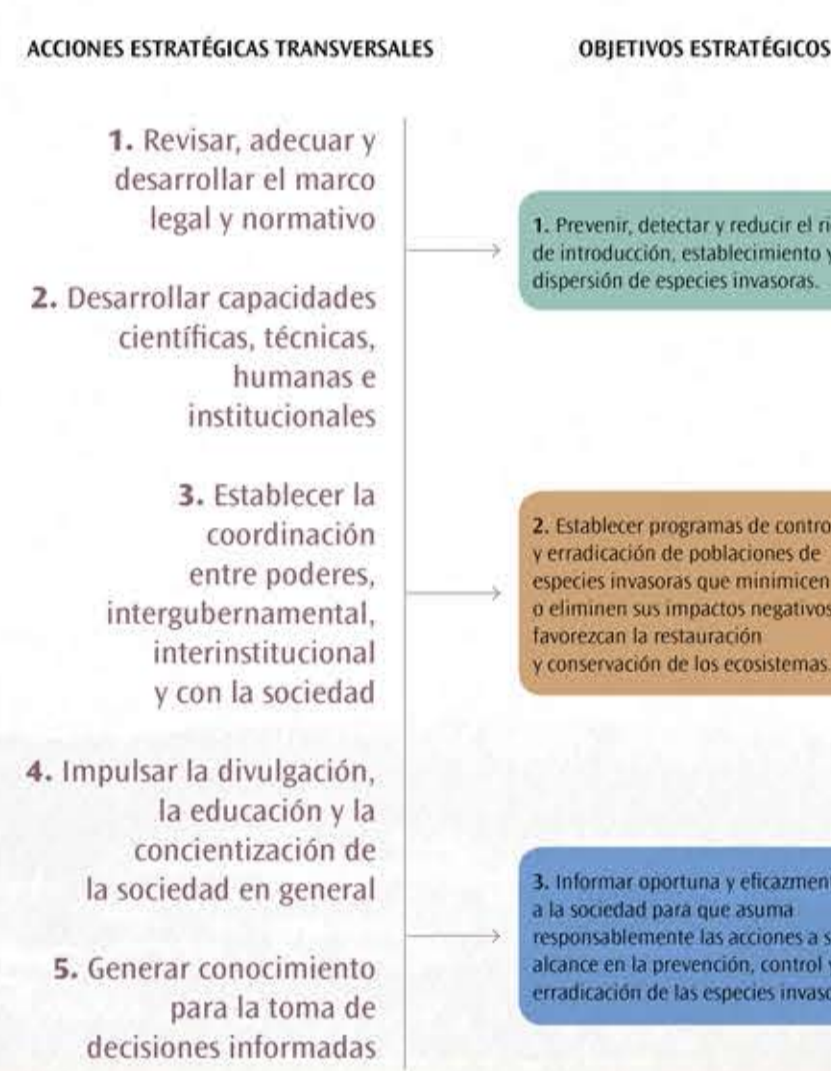 ACCIONES ESTRATÉGICAS TRANSVERSALES
1. Revisar, adecuar y
desarrollar el marco
legal y normativo
2. Desarrollar capacidades
científicas, técnicas,
humanas e
institucionales
3. Establecer la
coordinación
entre poderes,
intergubernamental,
interinstitucional
y con la sociedad
4. Impulsar la divulgación,
la educación y la
concientización de
la sociedad en general
5. Generar conocimiento
para la toma de
decisiones informadas
OBJETIVOS ESTRATÉGICOS
1. Prevenir, detectar y reducir el
de introducción, establecimiento y
dispersión de especies invasoras.
2. Establecer programas de control
y erradicación de poblaciones de
especies invasoras que minimicen
o eliminen sus impactos negativos
favorezcan la restauración
y conservación de los ecosistemas.
3. Informar oportuna y
a la sociedad para que asuma
responsablemente las acciones a
alcance en la prevención, control y
erradicación de las especies